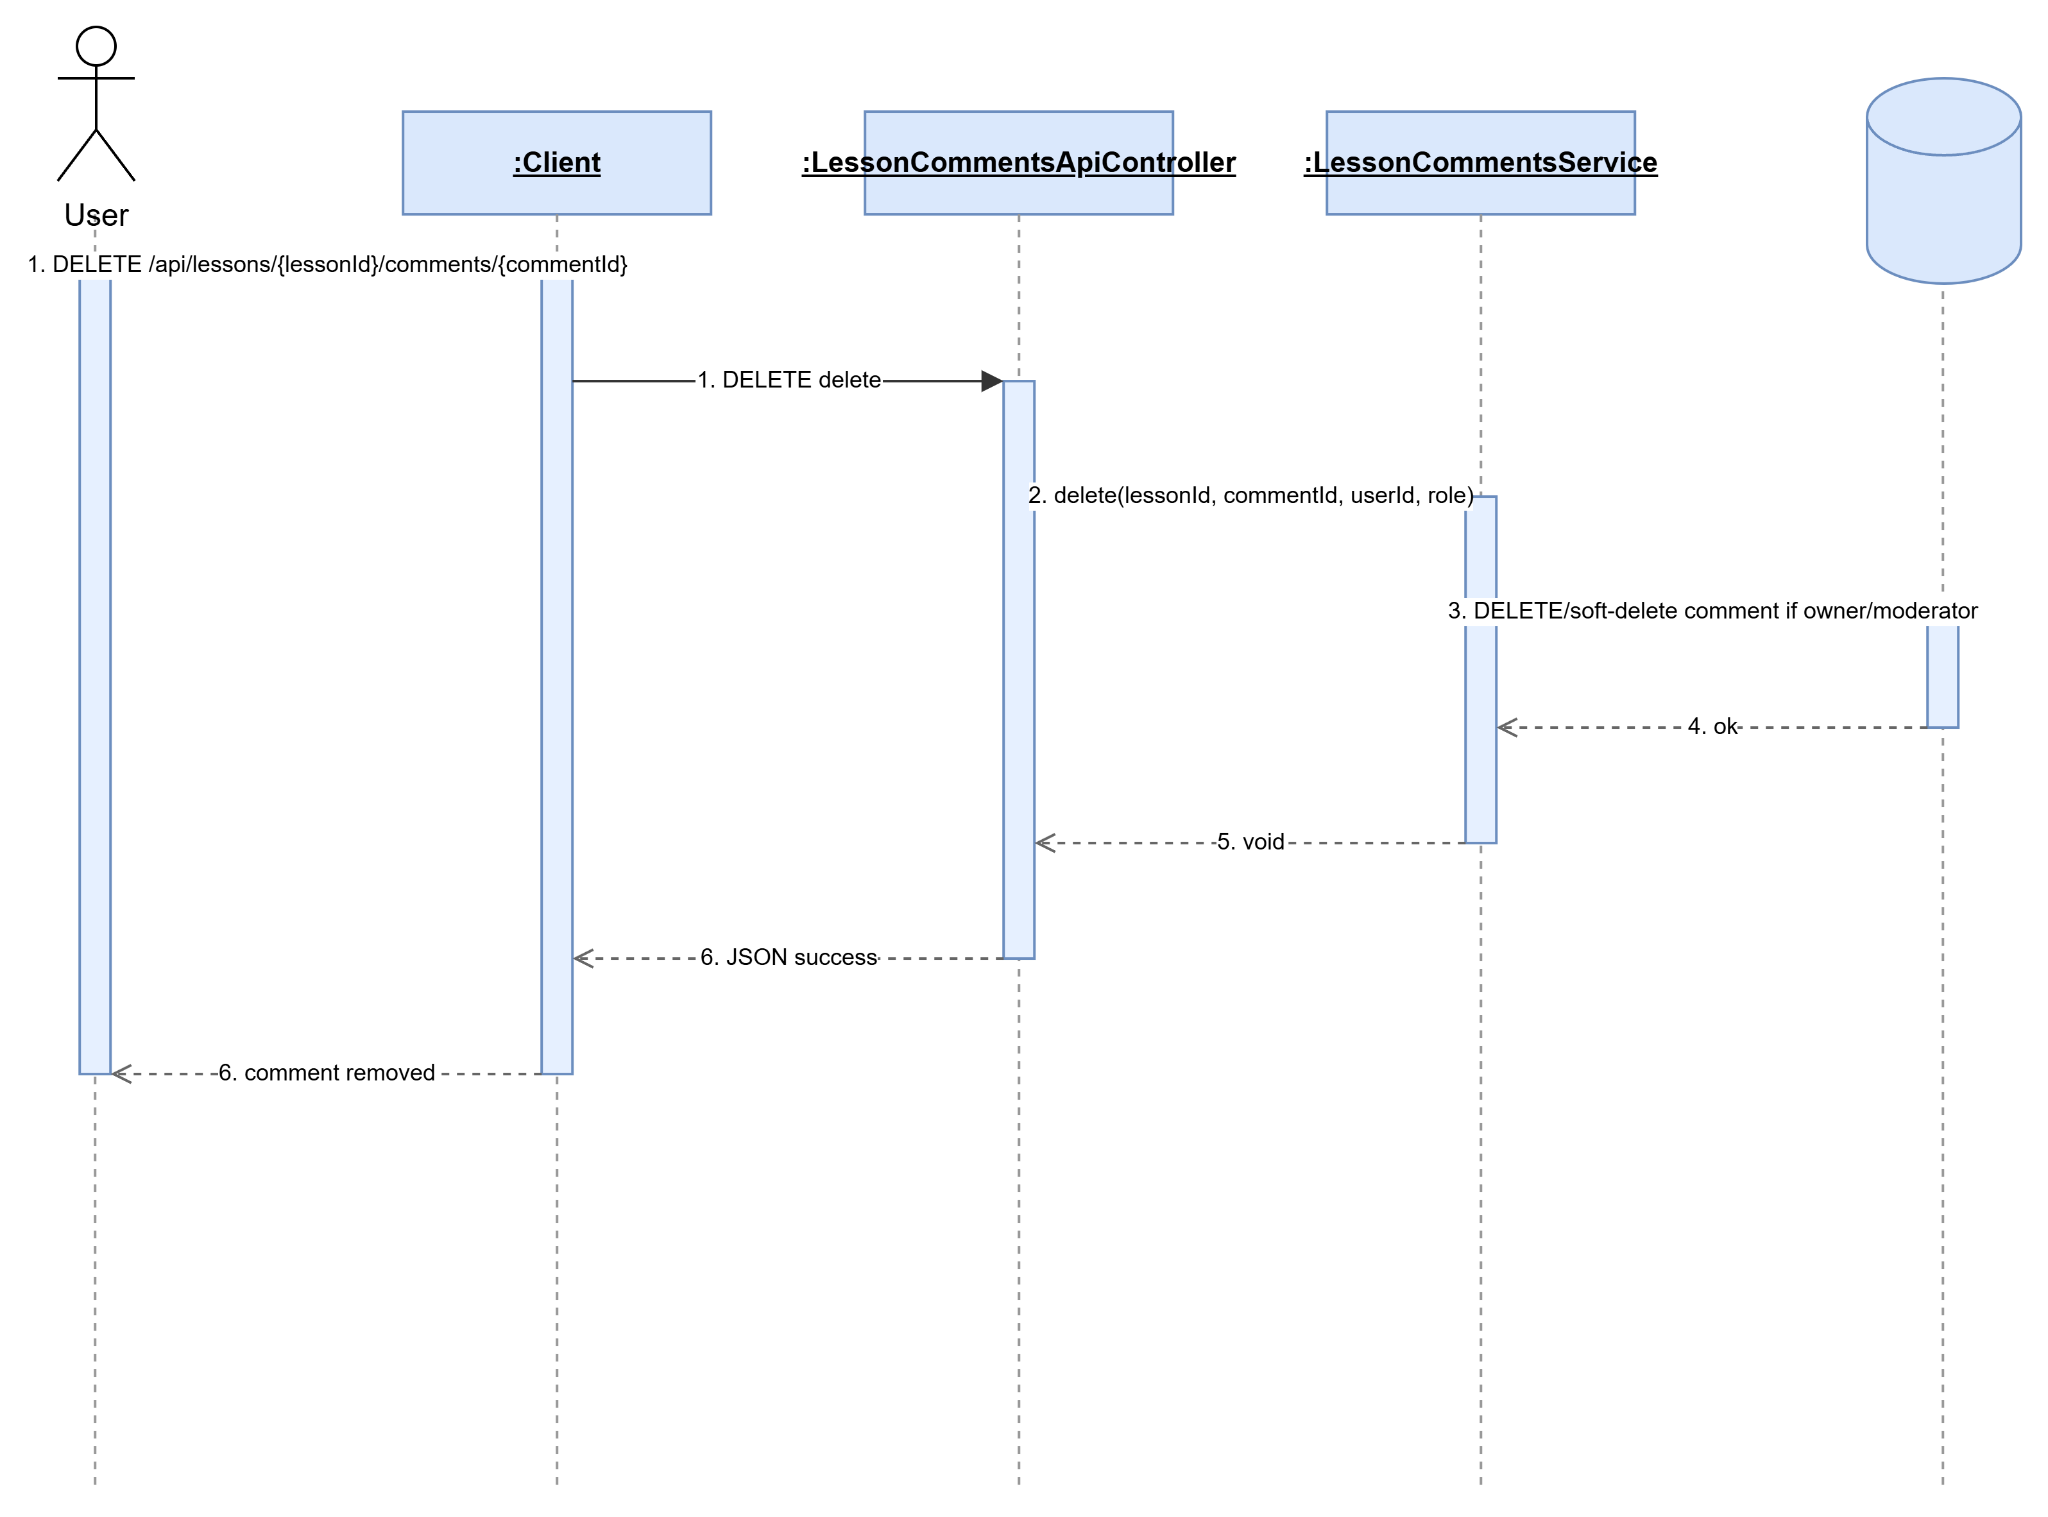 User
:Client
:LessonCommentsApiController
:LessonCommentsService
1. DELETE /api/lessons/{lessonId}/comments/{commentId}
1. DELETE delete
2. delete(lessonId, commentId, userId, role)
3. DELETE/soft-delete comment if owner/moderator
4. ok
5. void
6. JSON success
6. comment removed